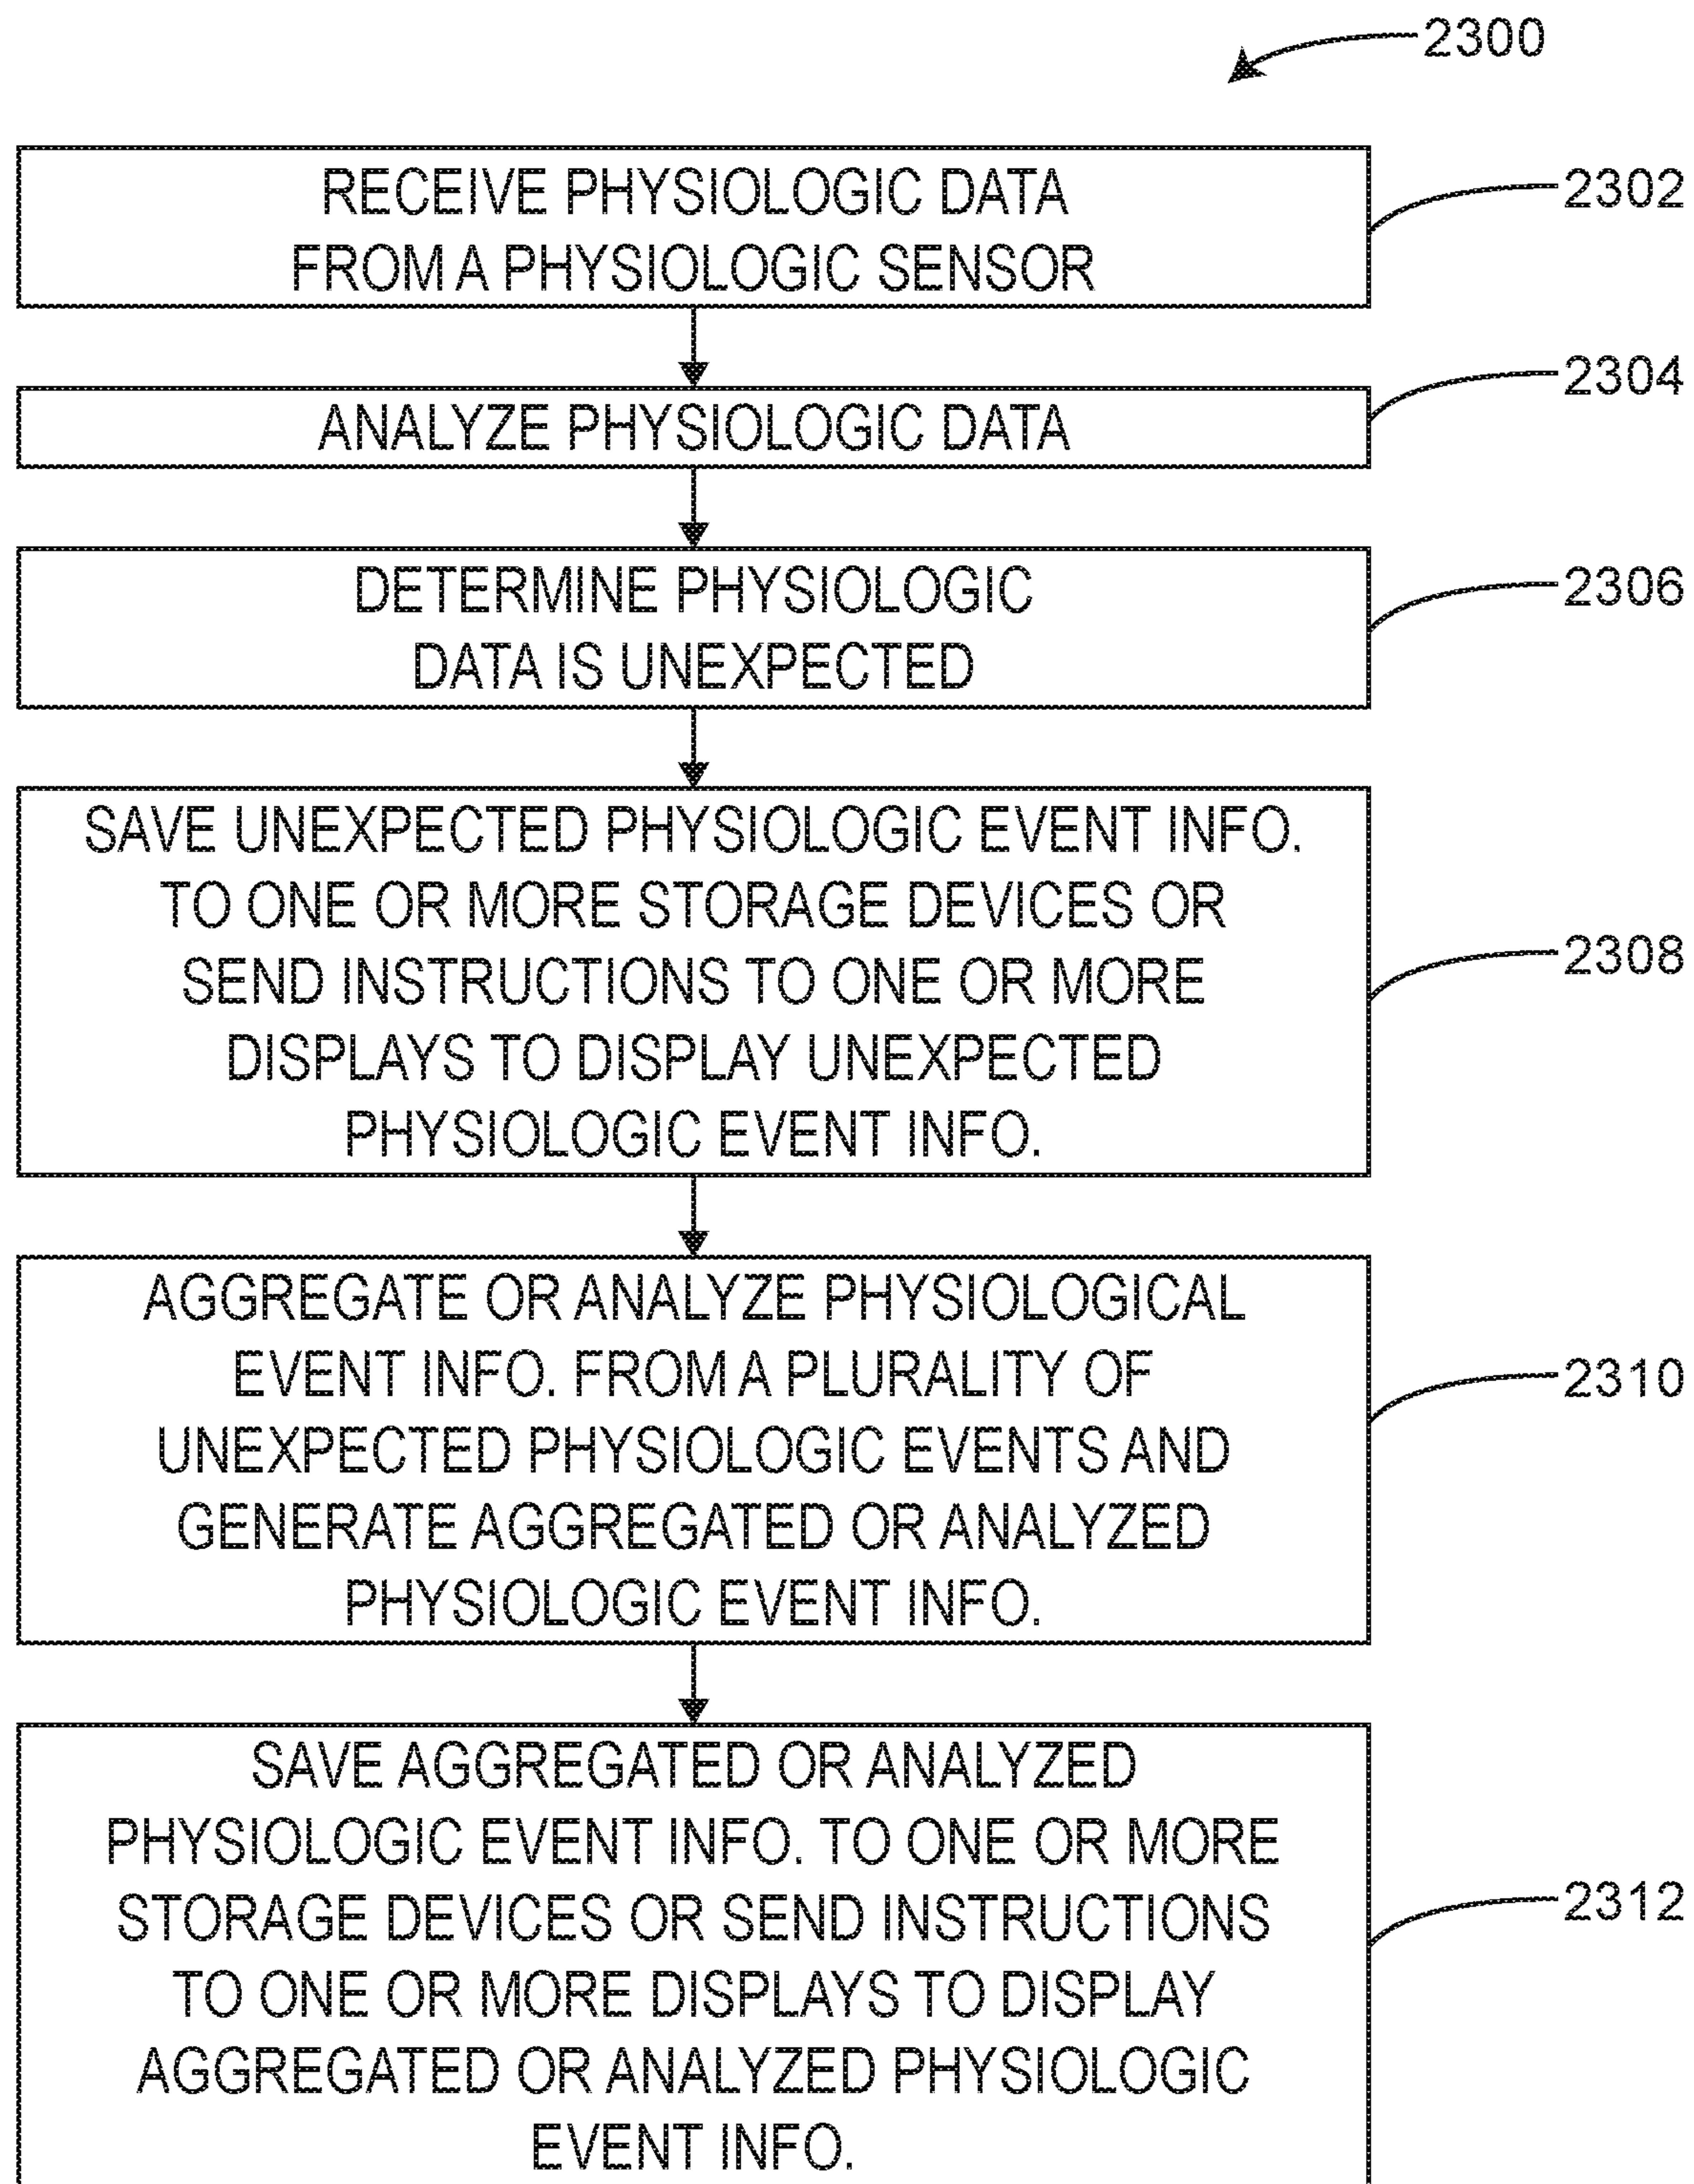 2300
RECEIVE PHYSIOLOGIC DATA
FROM A PHYSIOLOGIC SENSOR
2302
ANALYZE PHYSIOLOGIC DATA
2304
DETERMINE PHYSIOLOGIC
DATA IS UNEXPECTED
2306
SAVE UNEXPECTED PHYSIOLOGIC EVENT INFO.
TO ONE OR MORE STORAGE DEVICES OR
SEND INSTRUCTIONS TO ONE OR MORE
DISPLAYS TO DISPLAY UNEXPECTED
PHYSIOLOGIC EVENT INFO.
2308
AGGREGATE OR ANALYZE PHYSIOLOGICAL
EVENT INFO. FROM A PLURALITY OF
UNEXPECTED PHYSIOLOGIC EVENTS AND
GENERATE AGGREGATED OR ANALYZED
PHYSIOLOGIC EVENT INFO.
2310
SAVE AGGREGATED OR ANALYZED
PHYSIOLOGIC EVENT INFO. TO ONE OR MORE
STORAGE DEVICES OR SEND INSTRUCTIONS
TO ONE OR MORE DISPLAYS TO DISPLAY
AGGREGATED OR ANALYZED PHYSIOLOGIC
EVENT INFO.
2312